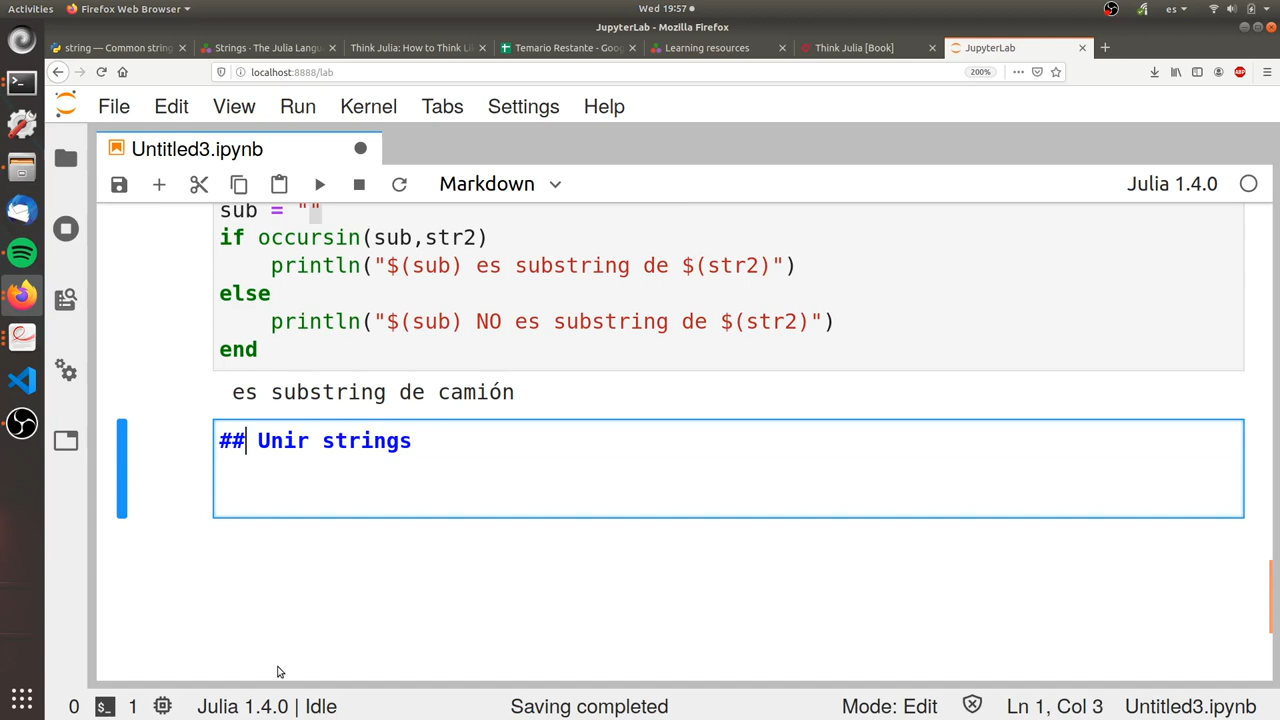 Activities Firefox Web Browser Wed 19:57 es
JupyterLab - Mozilla Firefox
string — Common string Strings · The Julia Langu Think Julia: How to Think Li Temario Restante - Goog Learning resources Think Julia [Book] JupyterLab
localhost:8888/lab 200% ABP
File Edit View Run Kernel Tabs Settings Help
Untitled3.ipynb
Markdown Julia 1.4.0
sub = ""
if occursin(sub,str2)
println("$(sub) es substring de $(str2)")
else
println("$(sub) NO es substring de $(str2)")
end
es substring de camión
## Unir strings
0 $_ 1 Julia 1.4.0 | Idle Saving completed Mode: Edit Ln 1, Col 3 Untitled3.ipynb